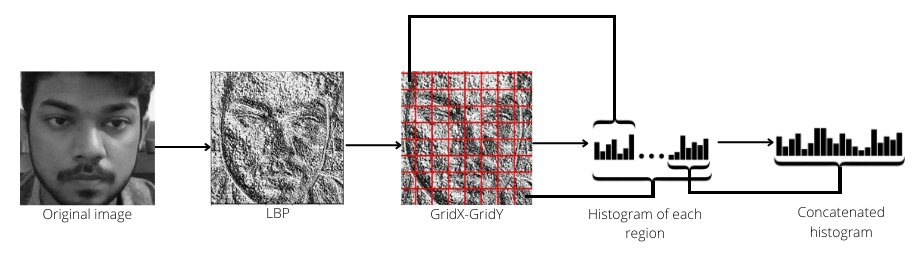 Original image
LBP
GridX-GridY
Histogram of each
region
Concatenated
histogram